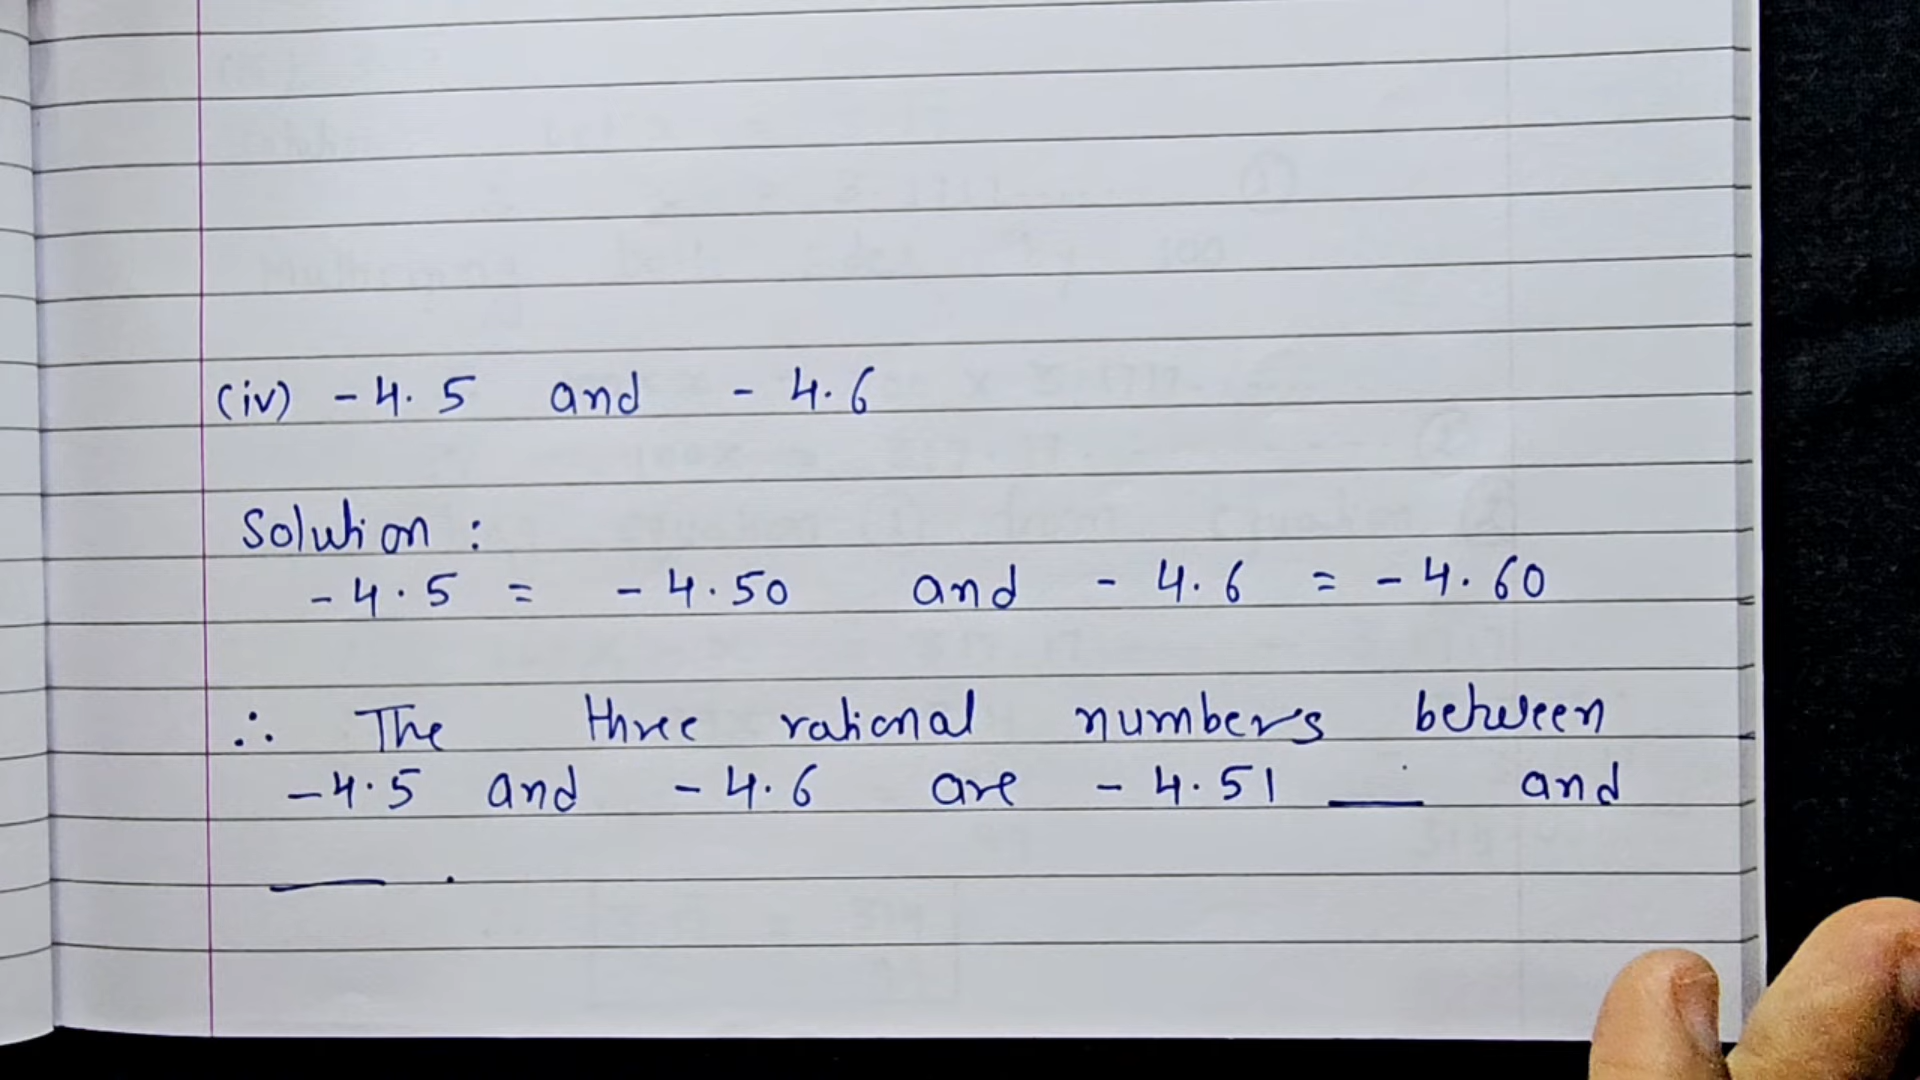 (iv) - 4.5 and - 4.6
Solution :
- 4.5 = - 4.50 and - 4.6 = - 4.60
∴ The three rational numbers between
- 4.5 and - 4.6 are - 4.51 ___ and
___ .